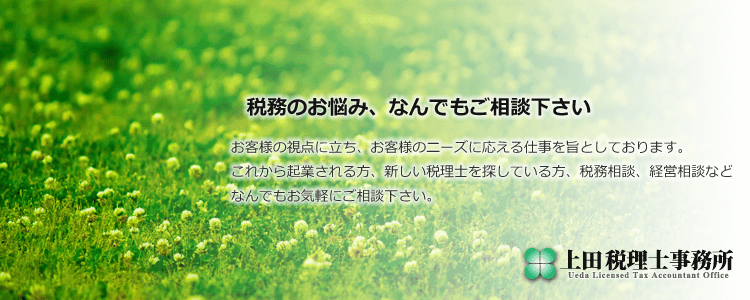 税務のお悩み、なんでもご相談下さい
お客様の視点に立ち、お客様のニーズに応える仕事を旨としております。
これから起業される方、新しい税理士を探している方、税務相談、経営相談など
なんでもお気軽にご相談下さい。
上田税理士事務所
Ueda Licensed Tax Accountant Office